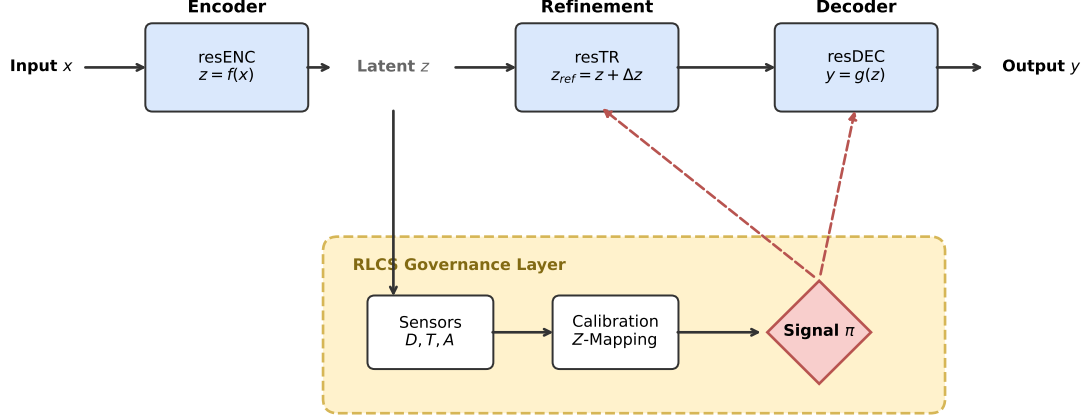 Encoder
Refinement
Decoder
Input x
resENC
z = f(x)
Latent z
resTR
z_ref = z + Δz
resDEC
y = g(z)
Output y
RLCS Governance Layer
Sensors
D, T, A
Calibration
Z-Mapping
Signal π